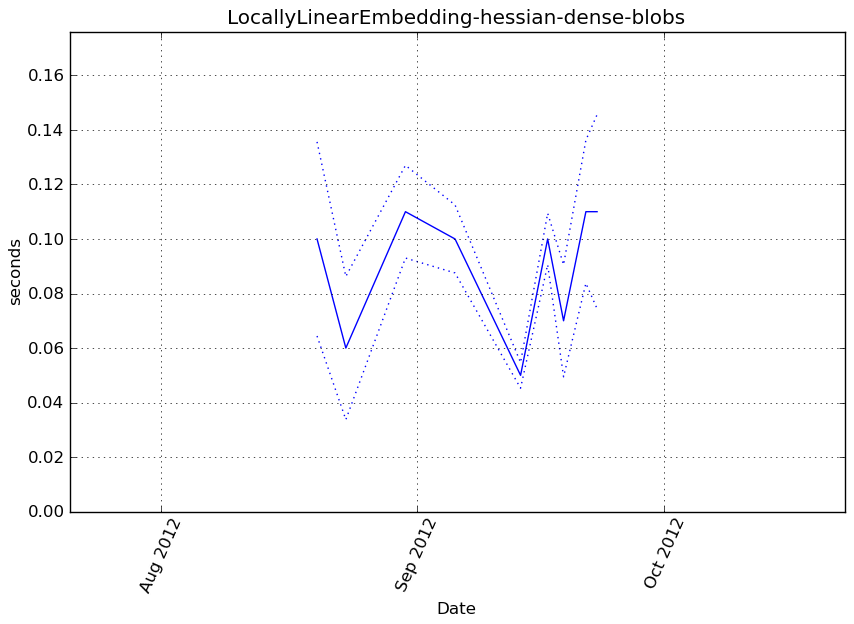 LocallyLinearEmbedding-hessian-dense-blobs
0.16
0.14
0.12
0.10
0.08
0.06
0.04
0.02
0.00
seconds
Aug 2012
Sep 2012
Oct 2012
Date